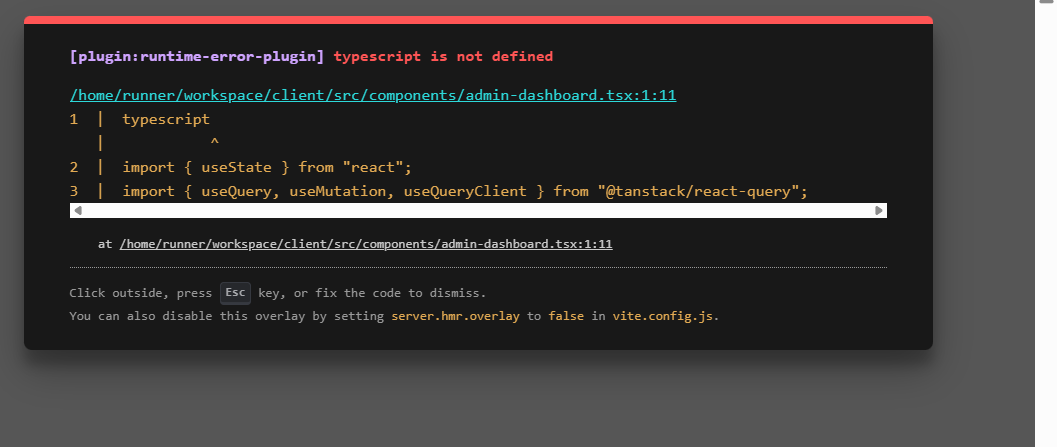 [plugin:runtime-error-plugin] typescript is not defined
/home/runner/workspace/client/src/components/admin-dashboard.tsx:1:11
1 | typescript
| ^
2 | import { useState } from "react";
3 | import { useQuery, useMutation, useQueryClient } from "@tanstack/react-query";
at /home/runner/workspace/client/src/components/admin-dashboard.tsx:1:11
Click outside, press Esc key, or fix the code to dismiss.
You can also disable this overlay by setting server.hmr.overlay to false in vite.config.js.